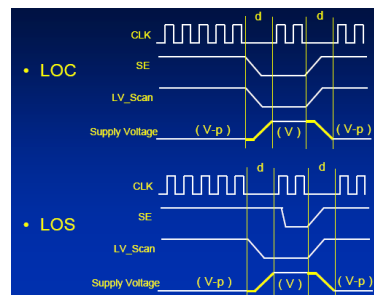 d d
CLK
• LOC
SE
LV_Scan
Supply Voltage (V-p) (V) (V-p)
d d
CLK
SE
• LOS
LV_Scan
Supply Voltage (V-p) (V) (V-p)